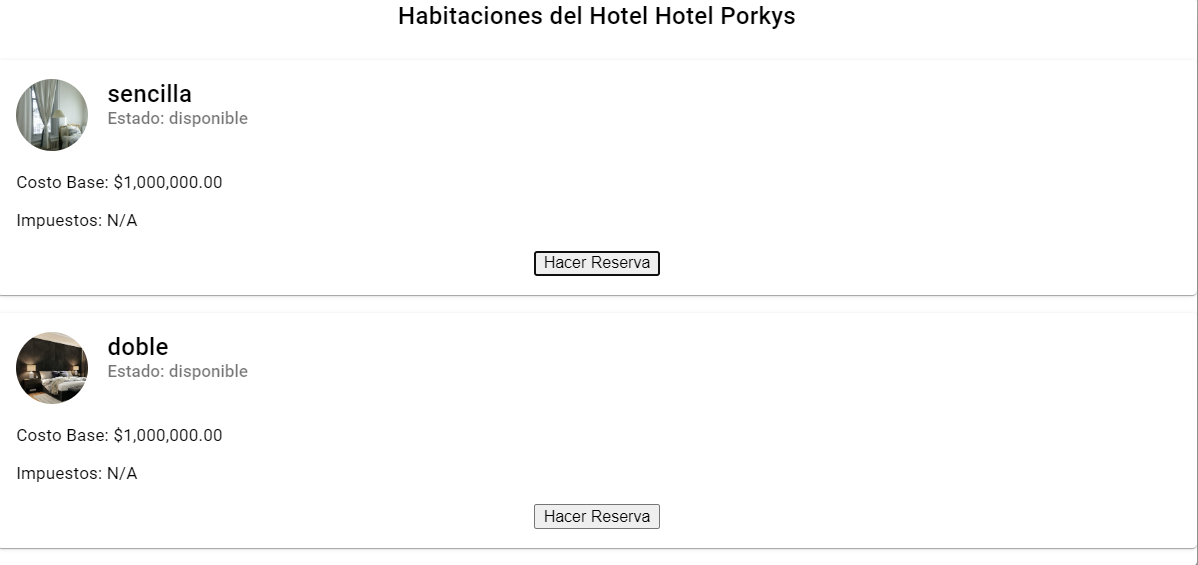 Habitaciones del Hotel Hotel Porkys
sencilla
Estado: disponible
Costo Base: $1,000,000.00
Impuestos: N/A
Hacer Reserva
doble
Estado: disponible
Costo Base: $1,000,000.00
Impuestos: N/A
Hacer Reserva